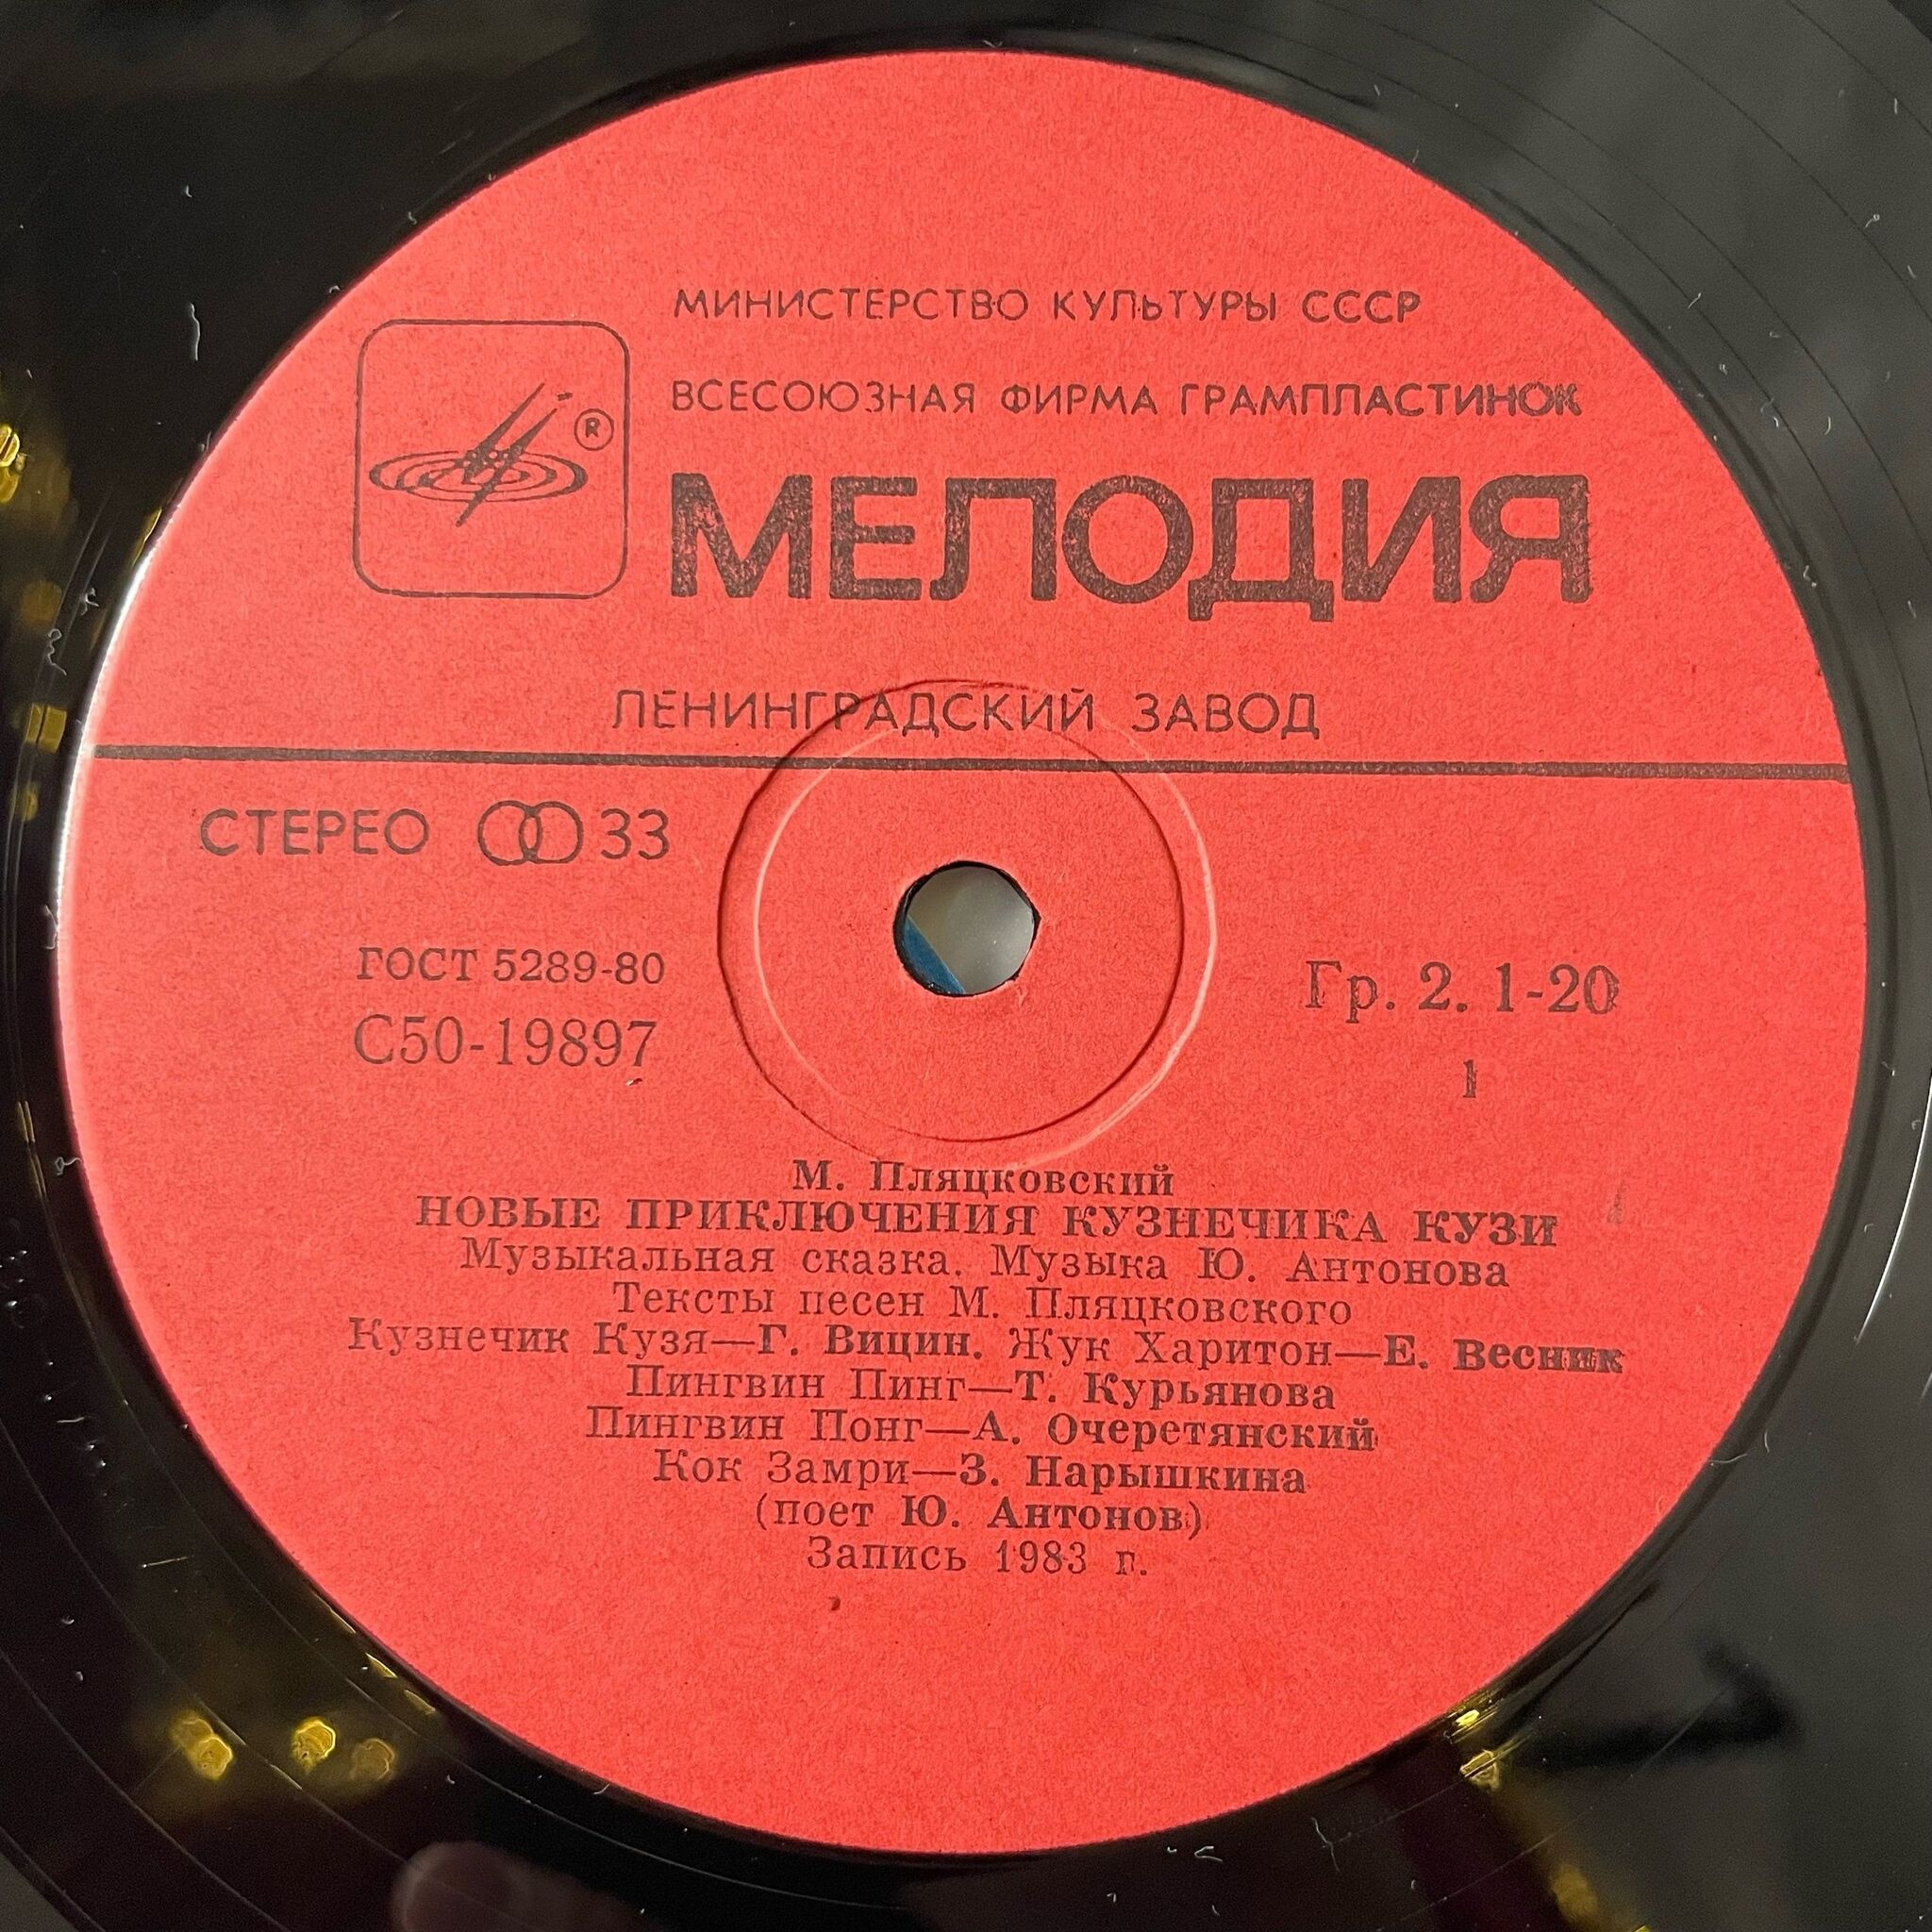 МИНИСТЕРСТВО КУЛЬТУРЫ СССР
ВСЕСОЮЗНАЯ ФИРМА ГРАМПЛАСТИНОК
®
МЕЛОДИЯ
ЛЕНИНГРАДСКИЙ ЗАВОД
СТЕРЕО 33
ГОСТ 5289-80
С50-19897
Гр. 2. 1-20
1
М. Пляцковский
НОВЫЕ ПРИКЛЮЧЕНИЯ КУЗНЕЧИКА КУЗИ
Музыкальная сказка. Музыка Ю. Антонова
Тексты песен М. Пляцковского
Кузнечик Кузя—Г. Вицин. Жук Харитон—Е. Весник
Пингвин Пинг—Т. Курьянова
Пингвин Понг—А. Очеретянский
Кок Замри—З. Нарышкина
(поет Ю. Антонов)
Запись 1983 г.